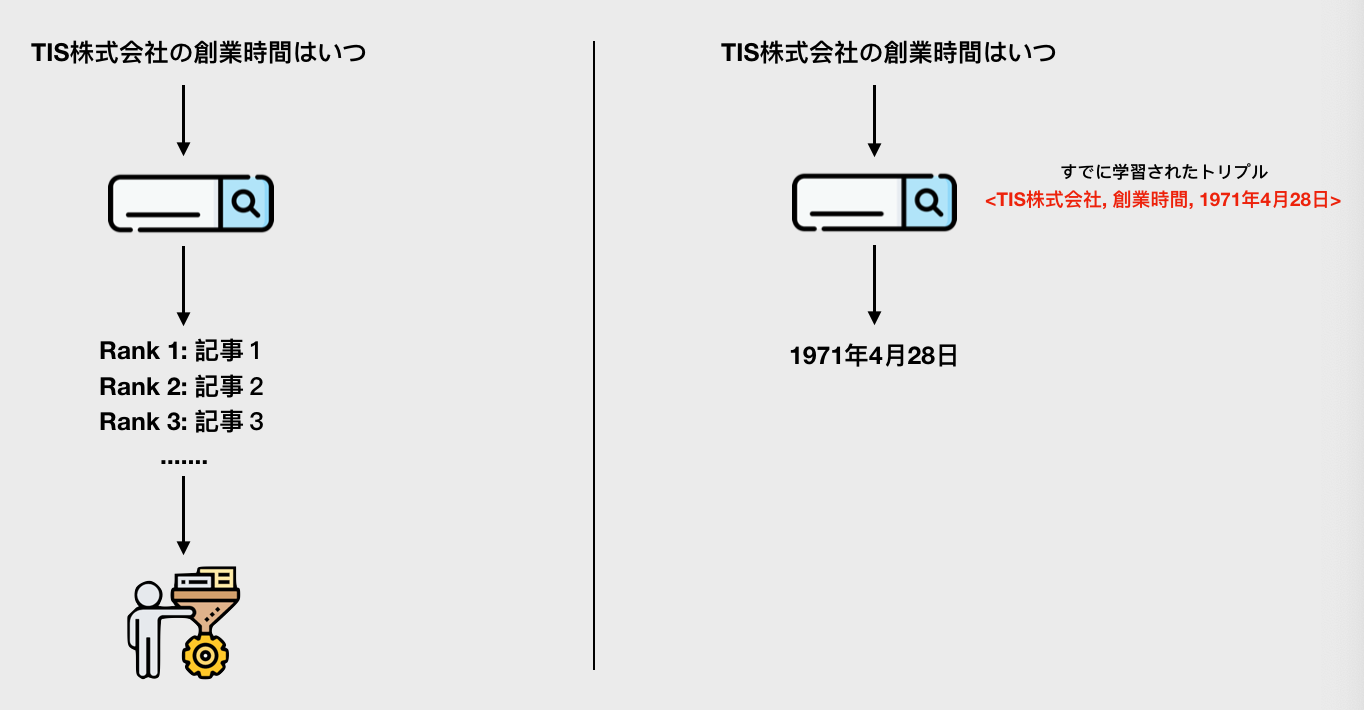 TIS株式会社の創業時間はいつ
Rank 1: 記事１
Rank 2: 記事２
Rank 3: 記事３
.......
TIS株式会社の創業時間はいつ
すでに学習されたトリプル
<TIS株式会社, 創業時間, 1971年4月28日>
1971年4月28日